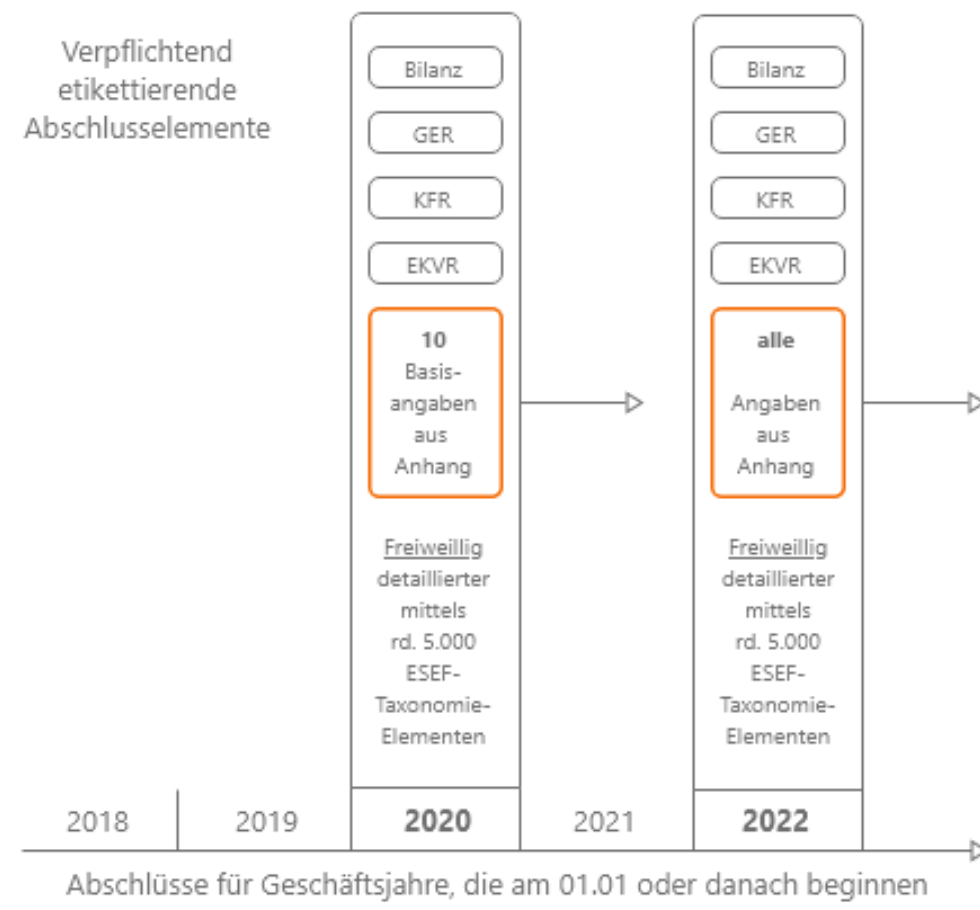 Verpflichtend
etikettierende
Abschlusselemente
Bilanz
GER
KFR
EKVR
10
Basis-
angaben
aus
Anhang
Freiweillig
detaillierter
mittels
rd. 5.000
ESEF-
Taxonomie-
Elementen
Bilanz
GER
KFR
EKVR
alle
Angaben
aus
Anhang
Freiweillig
detaillierter
mittels
rd. 5.000
ESEF-
Taxonomie-
Elementen
2018
2019
2020
2021
2022
Abschlüsse für Geschäftsjahre, die am 01.01 oder danach beginnen